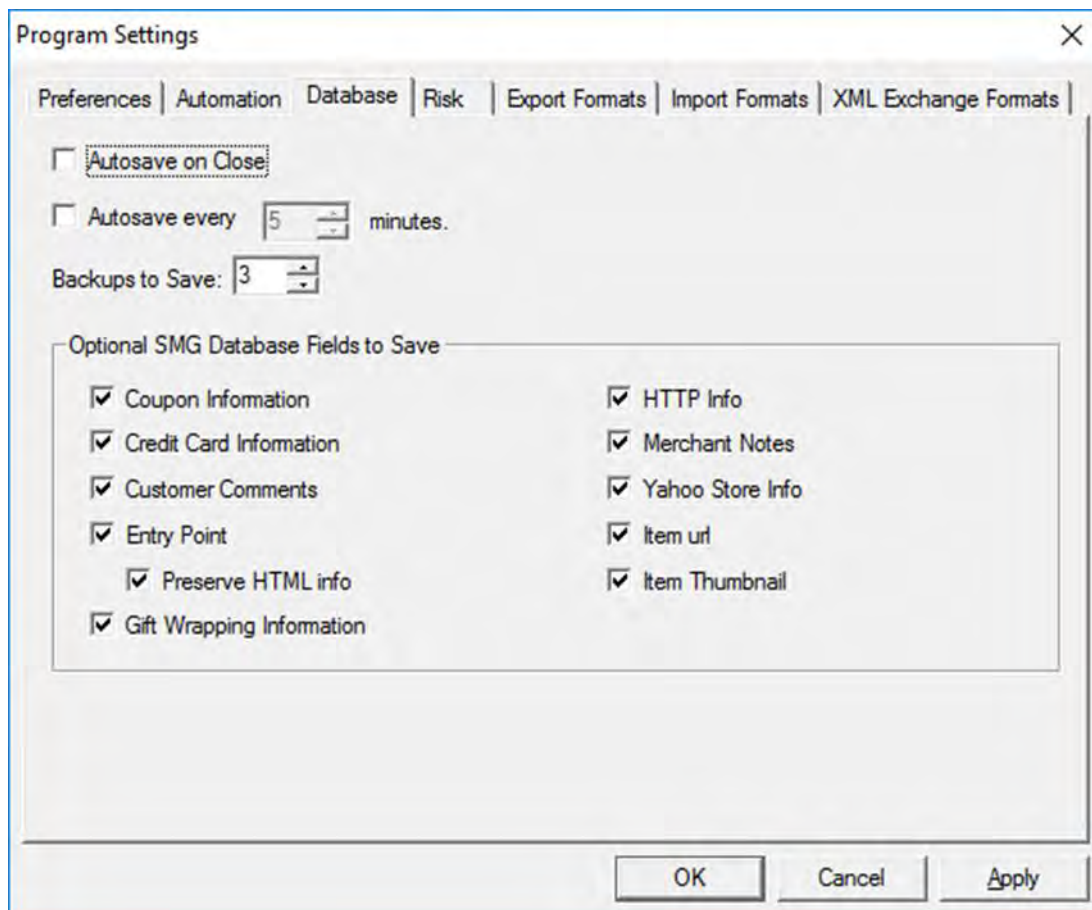 Program Settings
Preferences Automation Database Risk Export Formats Import Formats XML Exchange Formats
Autosave on Close
Autosave every 5 minutes.
Backups to Save: 3
Optional SMG Database Fields to Save
Coupon Information HTTP Info
Credit Card Information Merchant Notes
Customer Comments Yahoo Store Info
Entry Point Item url
Preserve HTML info Item Thumbnail
Gift Wrapping Information
OK Cancel Apply